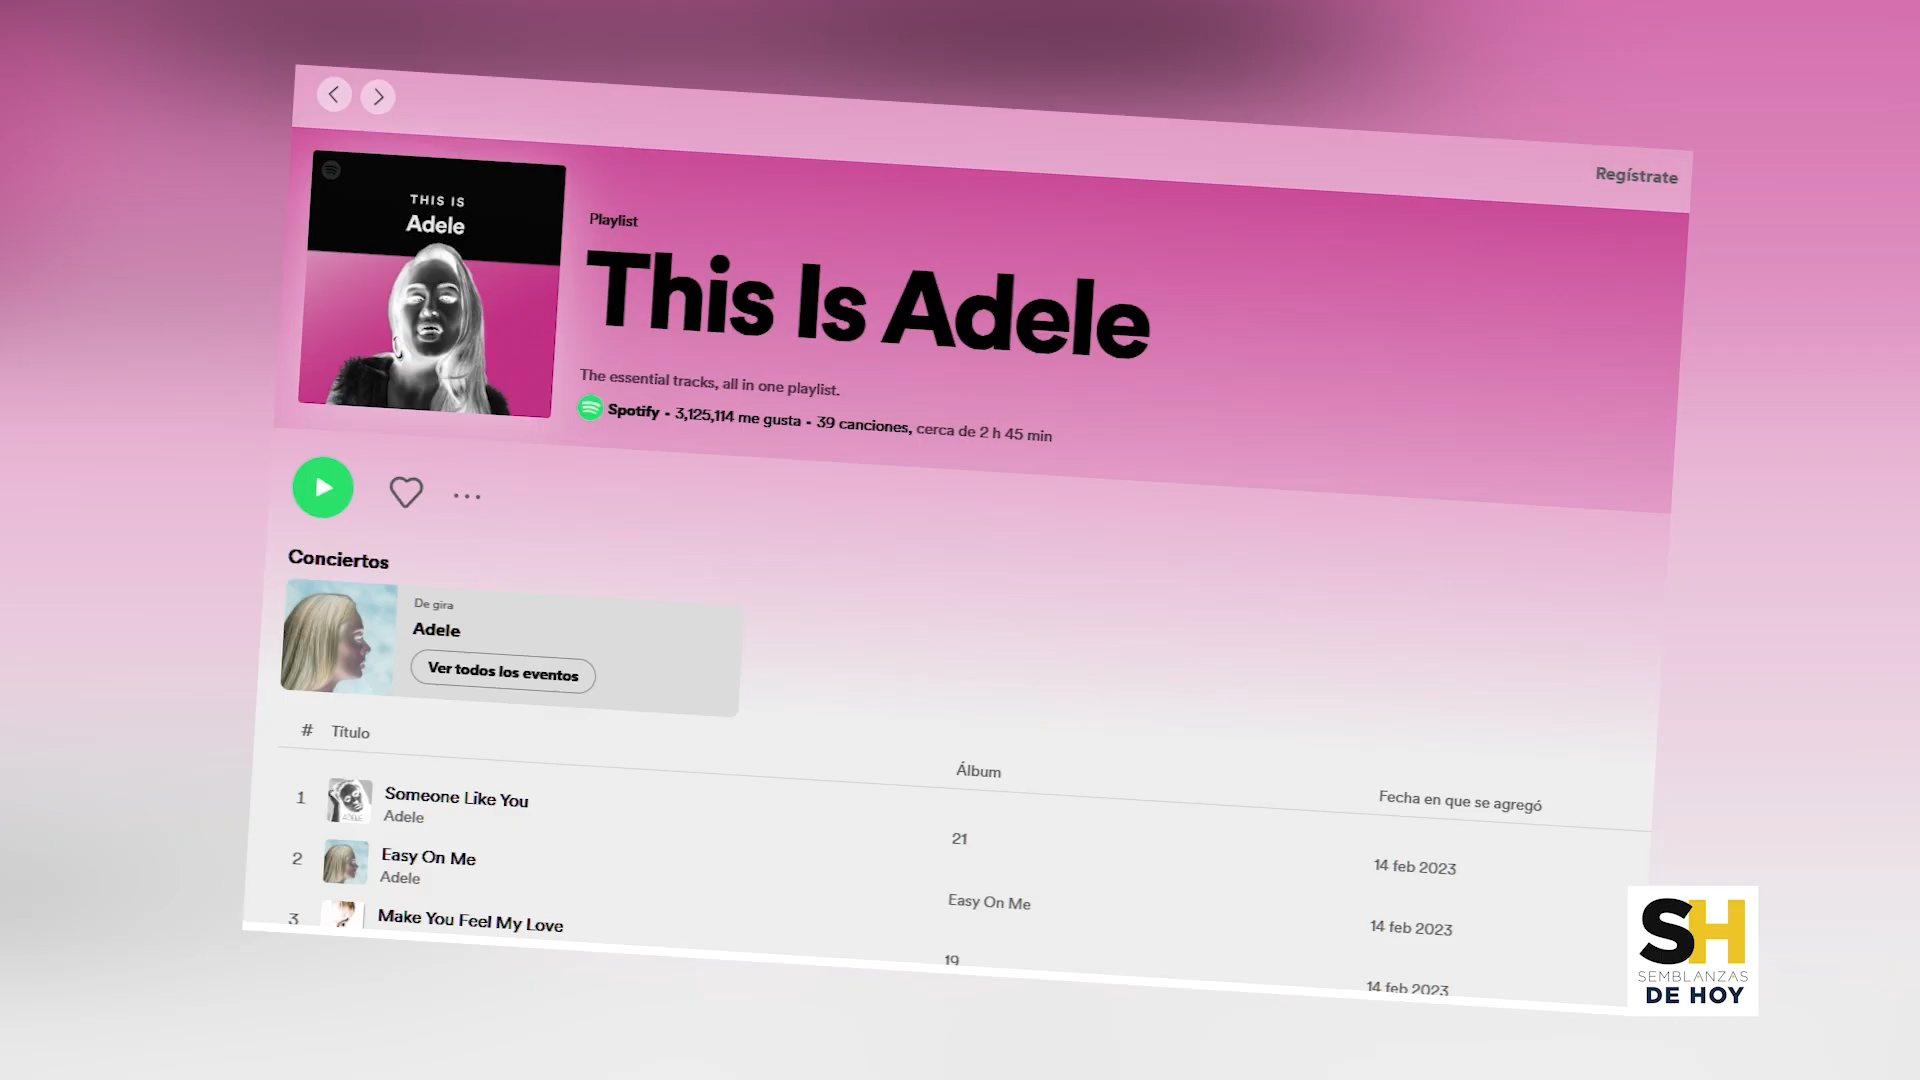 Regístrate
THIS IS
Adele
Playlist
This Is Adele
The essential tracks, all in one playlist.
Spotify • 3,125,114 me gusta • 39 canciones, cerca de 2 h 45 min
Conciertos
De gira
Adele
Ver todos los eventos
# Título Álbum Fecha en que se agregó
1 Someone Like You 21 14 feb 2023
Adele
2 Easy On Me Easy On Me 14 feb 2023
Adele
3 Make You Feel My Love 19 14 feb 2023
SH
SEMBLANZAS
DE HOY